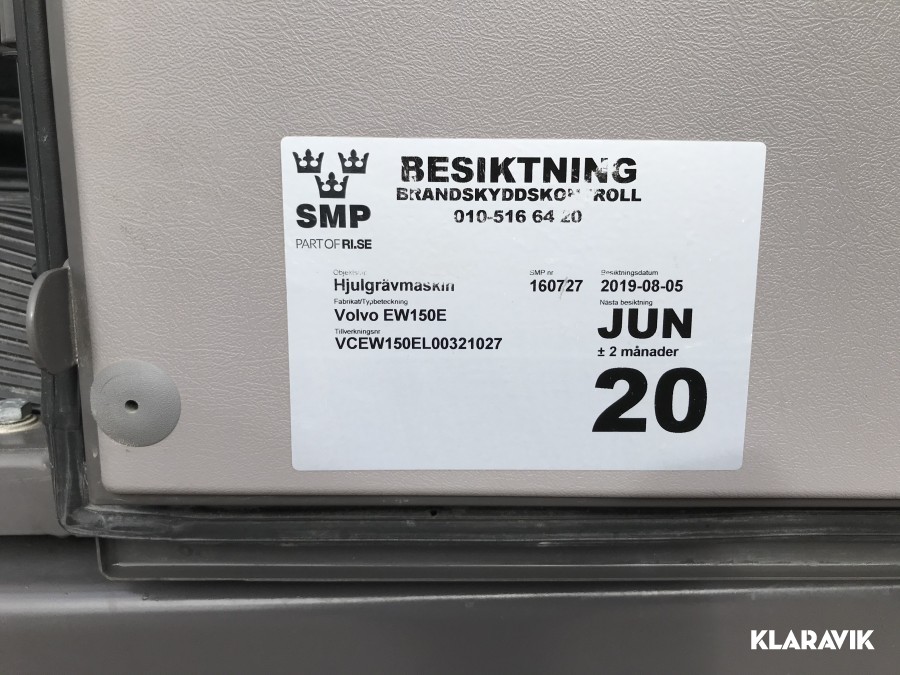 BESIKTNING
BRANDSKYDDSKONTROLL
010-516 64 20
SMP
PART OF RI.SE
Objektstyp
Hjulgrävmaskin
SMP nr
160727
Besiktningsdatum
2019-08-05
Fabrikat/Typbeteckning
Volvo EW150E
Nästa besiktning
JUN
± 2 månader
20
Tillverkningsnr
VCEW150EL00321027
KLARAVIK